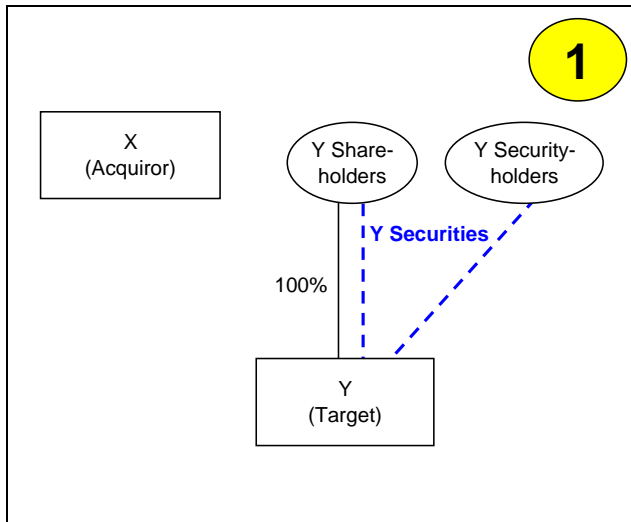 1
X
(Acquiror)
Y Share-
holders
Y Security-
holders
Y Securities
100%
Y
(Target)